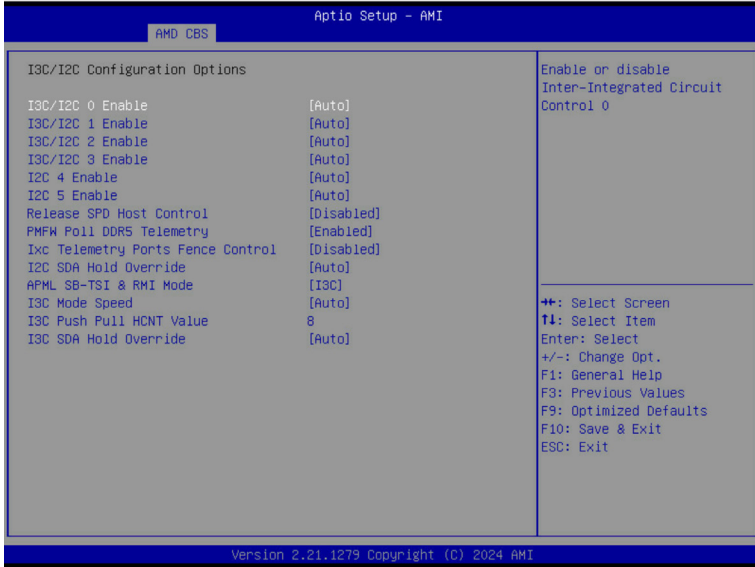 Aptio Setup - AMI
AMD CBS
I3C/I2C Configuration Options
I3C/I2C 0 Enable [Auto]
I3C/I2C 1 Enable [Auto]
I3C/I2C 2 Enable [Auto]
I3C/I2C 3 Enable [Auto]
I2C 4 Enable [Auto]
I2C 5 Enable [Auto]
Release SPD Host Control [Disabled]
PMFW Poll DDR5 Telemetry [Enabled]
Ixc Telemetry Ports Fence Control [Disabled]
I2C SDA Hold Override [Auto]
APML SB-TSI & RMI Mode [I3C]
I3C Mode Speed [Auto]
I3C Push Pull HCNT Value 8
I3C SDA Hold Override [Auto]
Enable or disable
Inter-Integrated Circuit
Control 0
→←: Select Screen
↑↓: Select Item
Enter: Select
+/-: Change Opt.
F1: General Help
F3: Previous Values
F9: Optimized Defaults
F10: Save & Exit
ESC: Exit
Version 2.21.1279 Copyright (C) 2024 AMI